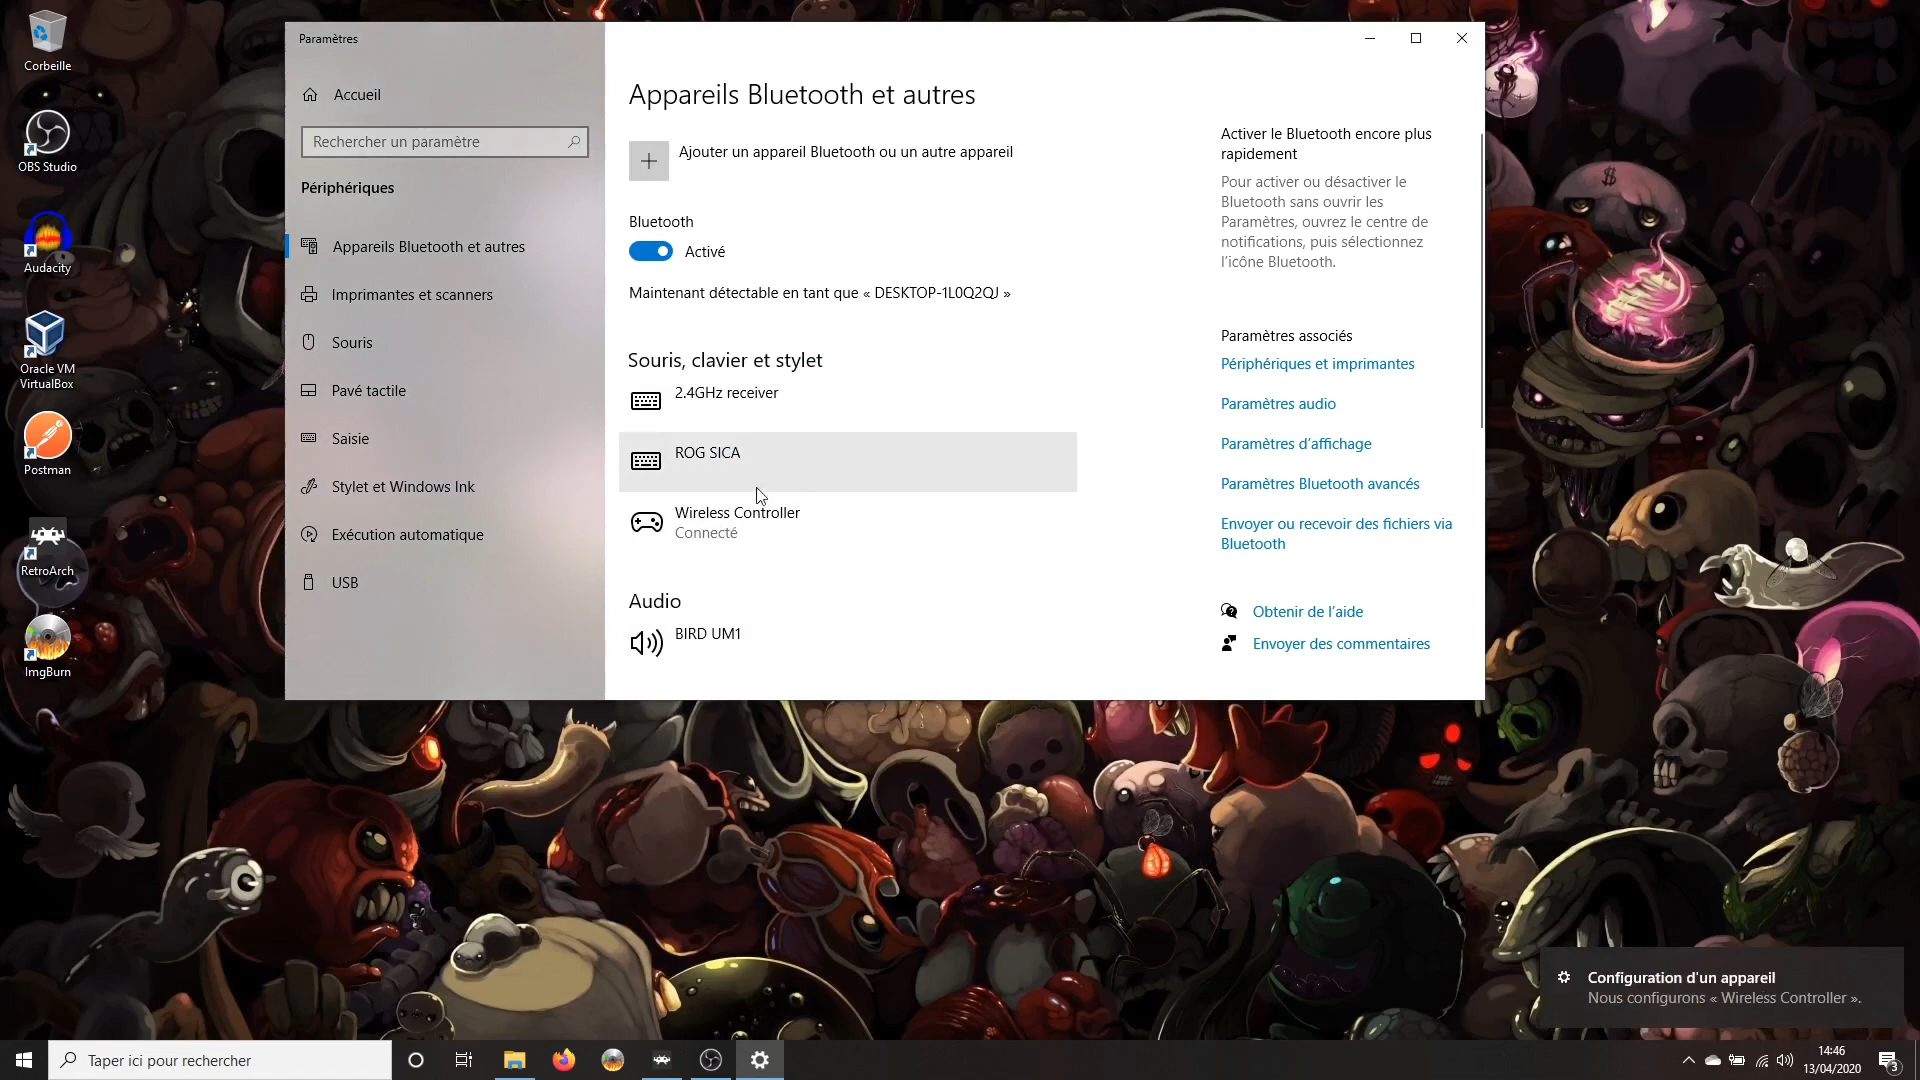 Corbeille
OBS Studio
Audacity
Oracle VM
VirtualBox
Postman
RetroArch
ImgBurn
Paramètres
Accueil
Rechercher un paramètre
Périphériques
Appareils Bluetooth et autres
Imprimantes et scanners
Souris
Pavé tactile
Saisie
Stylet et Windows Ink
Exécution automatique
USB
Appareils Bluetooth et autres
Ajouter un appareil Bluetooth ou un autre appareil
Bluetooth
Activé
Maintenant détectable en tant que « DESKTOP-1L0Q2QJ »
Souris, clavier et stylet
2.4GHz receiver
ROG SICA
Wireless Controller
Connecté
Audio
BIRD UM1
Activer le Bluetooth encore plus
rapidement
Pour activer ou désactiver le
Bluetooth sans ouvrir les
Paramètres, ouvrez le centre de
notifications, puis sélectionnez
l’icône Bluetooth.
Paramètres associés
Périphériques et imprimantes
Paramètres audio
Paramètres d’affichage
Paramètres Bluetooth avancés
Envoyer ou recevoir des fichiers via
Bluetooth
Obtenir de l’aide
Envoyer des commentaires
Configuration d'un appareil
Nous configurons « Wireless Controller ».
Taper ici pour rechercher
14:46
13/04/2020
3